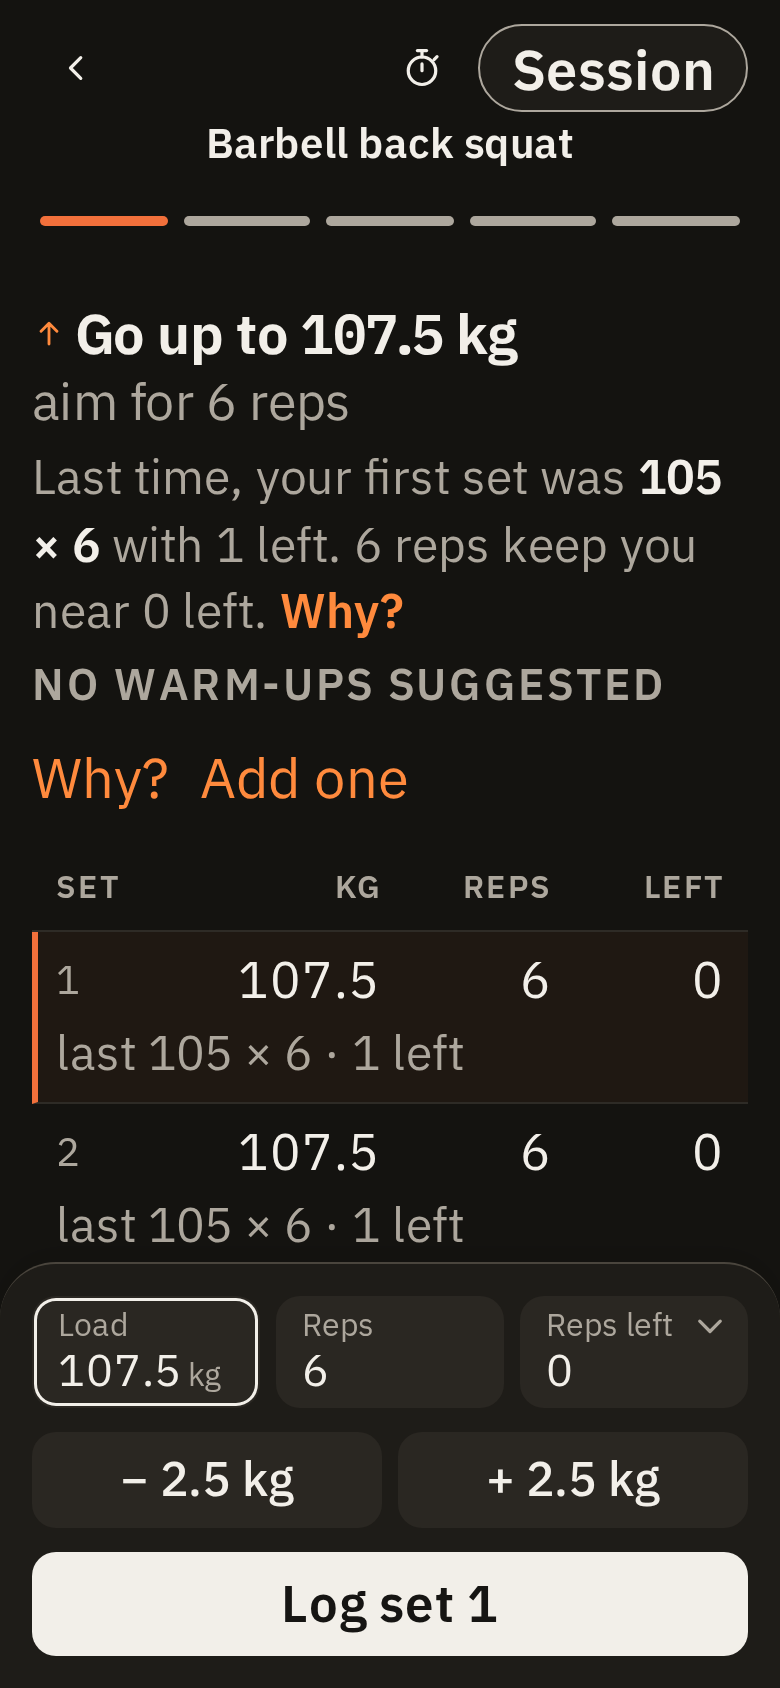 Session
Barbell back squat
↑ Go up to 107.5 kg
aim for 6 reps
Last time, your first set was 105
× 6 with 1 left. 6 reps keep you
near 0 left. Why?
NO WARM-UPS SUGGESTED
Why? Add one
SET KG REPS LEFT
1 107.5 6 0
last 105 × 6 · 1 left
2 107.5 6 0
last 105 × 6 · 1 left
Load Reps Reps left
107.5 kg 6 0
− 2.5 kg + 2.5 kg
Log set 1